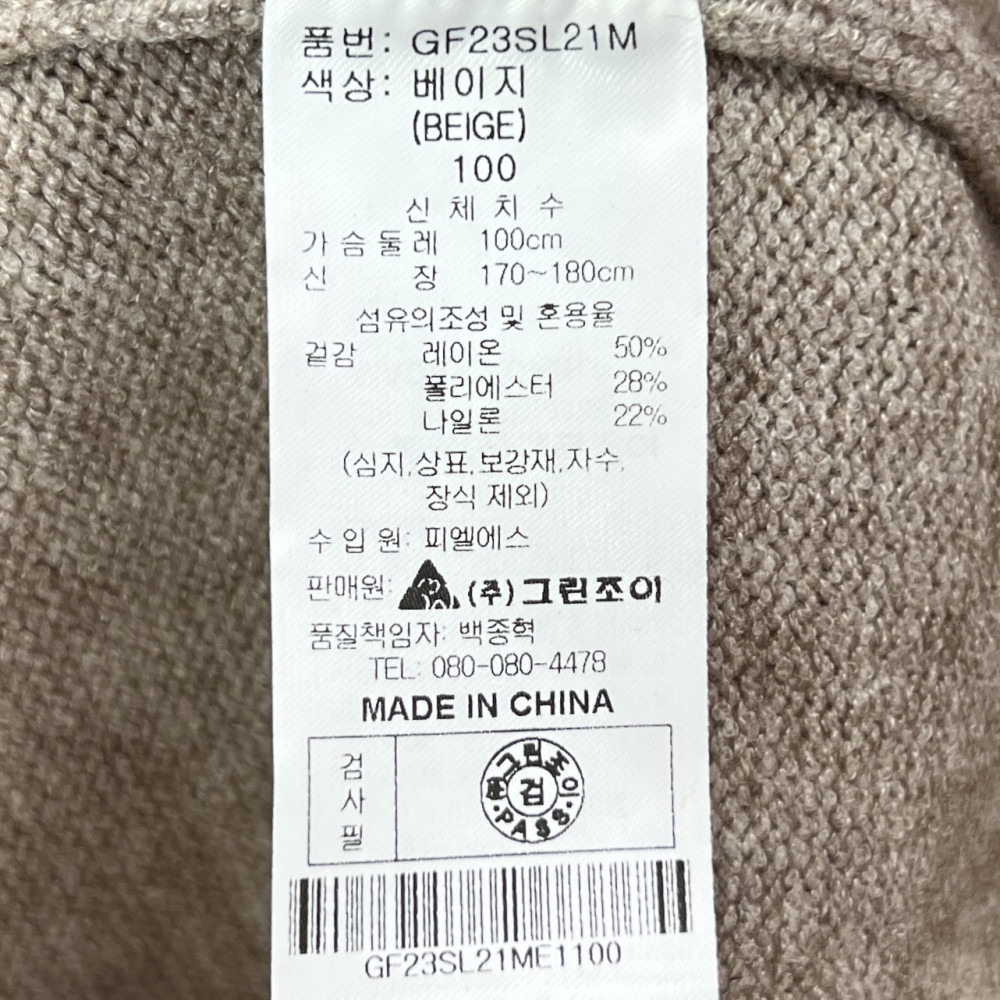 품번: GF23SL21M
색상: 베이지
(BEIGE)
100
신 체 치 수
가 슴 둘 레 100cm
신 장 170~180cm
섬유의조성 및 혼용율
겉감 레이온 50%
폴리에스터 28%
나일론 22%
(심지,상표,보강재,자수,
장식 제외)
수 입 원: 피엘에스
판매원: (주)그린조이
품질책임자: 백종혁
TEL: 080-080-4478
MADE IN CHINA
검
사
필
그린조이
검
PASS
GF23SL21ME1100